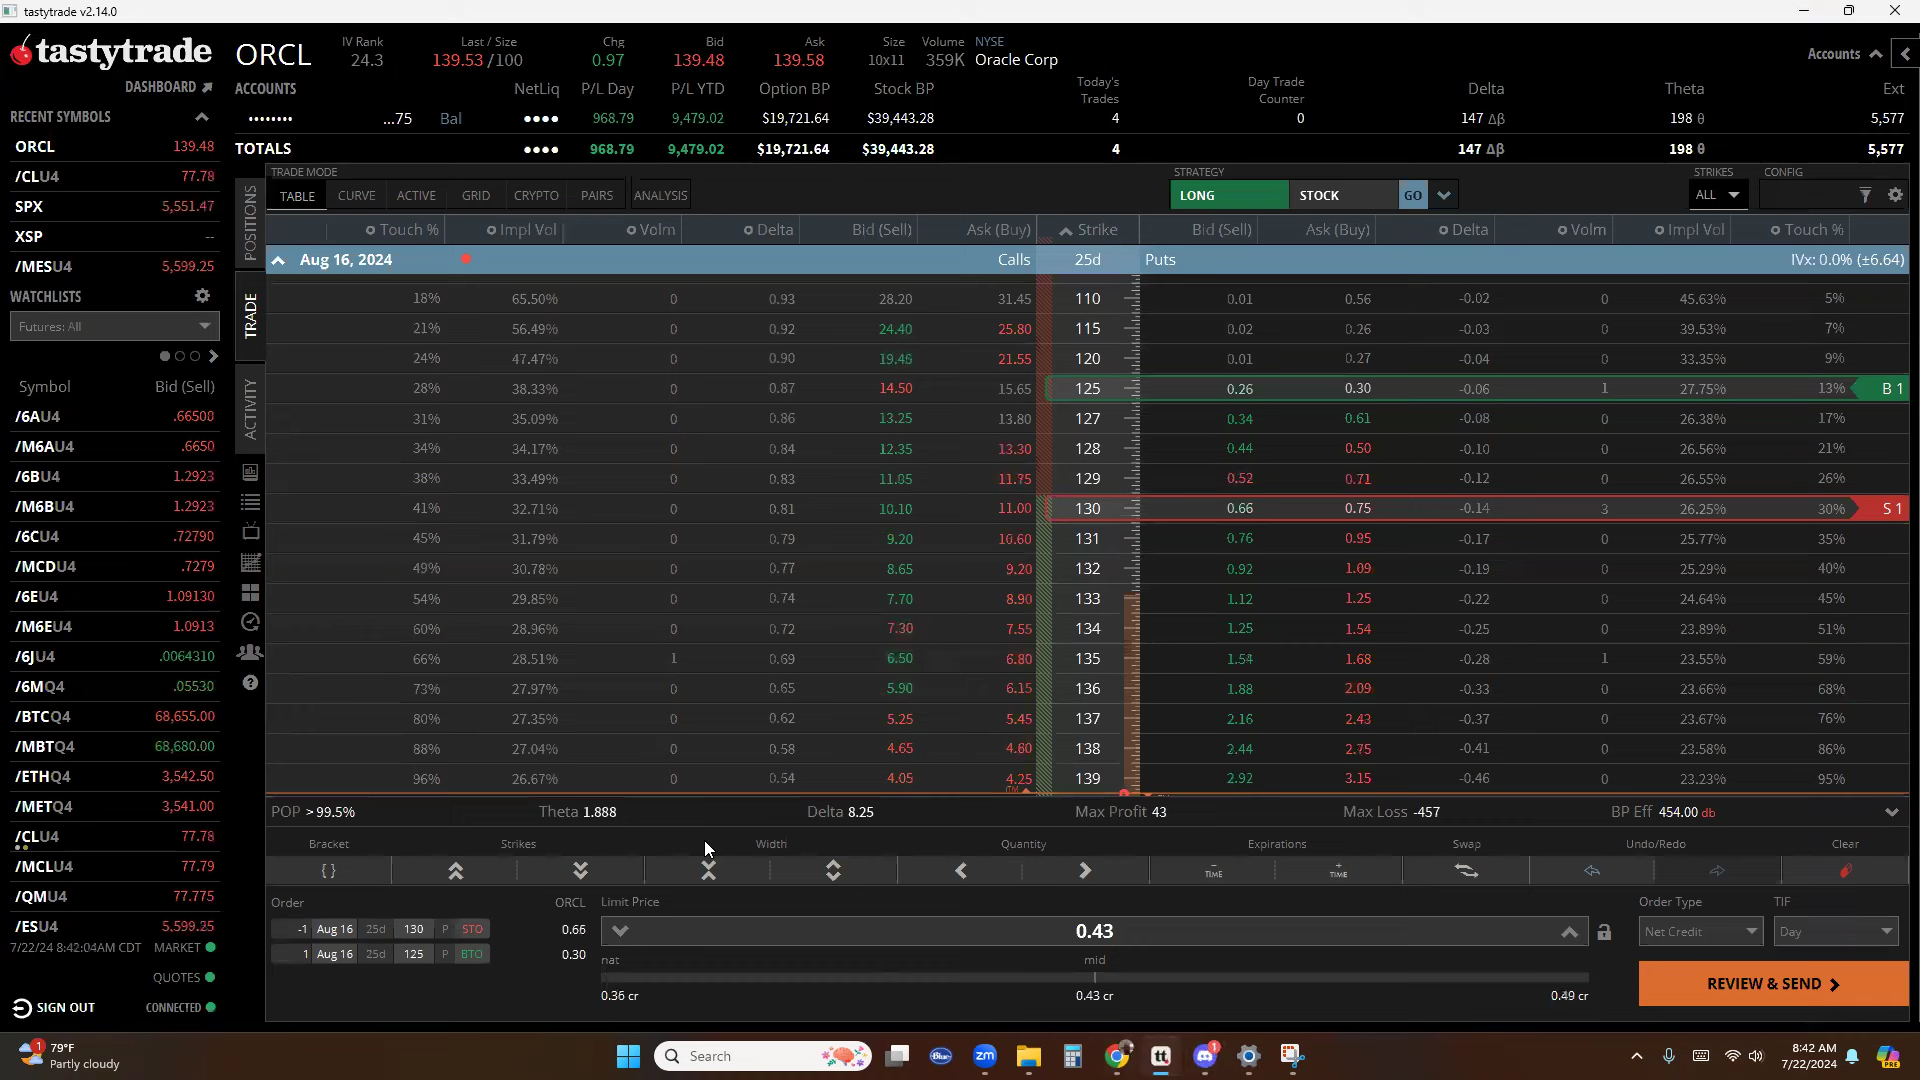 tastytrade v2.14.0
tastytrade
DASHBOARD
ORCL
IV Rank
24.3
Last / Size
139.53 /100
Chg
0.97
Bid
139.48
Ask
139.58
Size
10x11
Volume
359K
NYSE
Oracle Corp
Accounts
ACCOUNTS NetLiq P/L Day P/L YTD Option BP Stock BP Today's Trades Day Trade Counter Delta Theta Ext
•••••••• ...75 Bal •••• 968.79 9,479.02 $19,721.64 $39,443.28 4 0 147 Δβ 198 θ 5,577
TOTALS •••• 968.79 9,479.02 $19,721.64 $39,443.28 4 147 Δβ 198 θ 5,577
RECENT SYMBOLS
ORCL 139.48
/CLU4 77.78
SPX 5,551.47
XSP --
/MESU4 5,599.25
WATCHLISTS
Futures: All
Symbol Bid (Sell)
/6AU4 .66500
/M6AU4 .6650
/6BU4 1.2923
/M6BU4 1.2923
/6CU4 .72790
/MCDU4 .7279
/6EU4 1.09130
/M6EU4 1.0913
/6JU4 .0064310
/6MQ4 .05530
/BTCQ4 68,655.00
/MBTQ4 68,680.00
/ETHQ4 3,542.50
/METQ4 3,541.00
/CLU4 77.78
/MCLU4 77.79
/QMU4 77.775
/ESU4 5,599.25
7/22/24 8:42:04AM CDT MARKET
QUOTES
SIGN OUT CONNECTED
POSITIONS
TRADE
ACTIVITY
TRADE MODE
TABLE CURVE ACTIVE GRID CRYPTO PAIRS ANALYSIS
STRATEGY
LONG STOCK GO
STRIKES
ALL
CONFIG
Touch % Impl Vol Volm Delta Bid (Sell) Ask (Buy) Strike Bid (Sell) Ask (Buy) Delta Volm Impl Vol Touch %
Aug 16, 2024 Calls 25d Puts IVx: 0.0% (±6.64)
18% 65.50% 0 0.93 28.20 31.45 110 0.01 0.56 -0.02 0 45.63% 5%
21% 56.49% 0 0.92 24.40 25.80 115 0.02 0.26 -0.03 0 39.53% 7%
24% 47.47% 0 0.90 19.46 21.55 120 0.01 0.27 -0.04 0 33.35% 9%
28% 38.33% 0 0.87 14.50 15.65 125 0.26 0.30 -0.06 1 27.75% 13% B 1
31% 35.09% 0 0.86 13.25 13.80 127 0.34 0.61 -0.08 0 26.38% 17%
34% 34.17% 0 0.84 12.35 13.30 128 0.44 0.50 -0.10 0 26.56% 21%
38% 33.49% 0 0.83 11.05 11.75 129 0.52 0.71 -0.12 0 26.55% 26%
41% 32.71% 0 0.81 10.10 11.00 130 0.66 0.75 -0.14 3 26.25% 30% S 1
45% 31.79% 0 0.79 9.20 10.60 131 0.76 0.95 -0.17 0 25.77% 35%
49% 30.78% 0 0.77 8.65 9.20 132 0.92 1.09 -0.19 0 25.29% 40%
54% 29.85% 0 0.74 7.70 8.90 133 1.12 1.25 -0.22 0 24.64% 45%
60% 28.96% 0 0.72 7.30 7.55 134 1.25 1.54 -0.25 0 23.89% 51%
66% 28.51% 1 0.69 6.50 6.80 135 1.54 1.68 -0.28 1 23.55% 59%
73% 27.97% 0 0.65 5.90 6.15 136 1.88 2.09 -0.33 0 23.66% 68%
80% 27.35% 0 0.62 5.25 5.45 137 2.16 2.43 -0.37 0 23.67% 76%
88% 27.04% 0 0.58 4.65 4.60 138 2.44 2.75 -0.41 0 23.58% 86%
96% 26.67% 0 0.54 4.05 4.25 139 2.92 3.15 -0.46 0 23.23% 95%
ITM
POP > 99.5% Theta 1.888 Delta 8.25 Max Profit 43 Max Loss -457 BP Eff 454.00 db
Bracket Strikes Width Quantity Expirations Swap Undo/Redo Clear
{ } TIME TIME
Order ORCL Limit Price Order Type TIF
-1 Aug 16 25d 130 P STO 0.66
1 Aug 16 25d 125 P BTO 0.30
0.43
Net Credit Day
nat mid
0.36 cr 0.43 cr 0.49 cr
REVIEW & SEND
79°F
Partly cloudy
1
Search
Blue
zm
tt
1
8:42 AM
7/22/2024
PRE